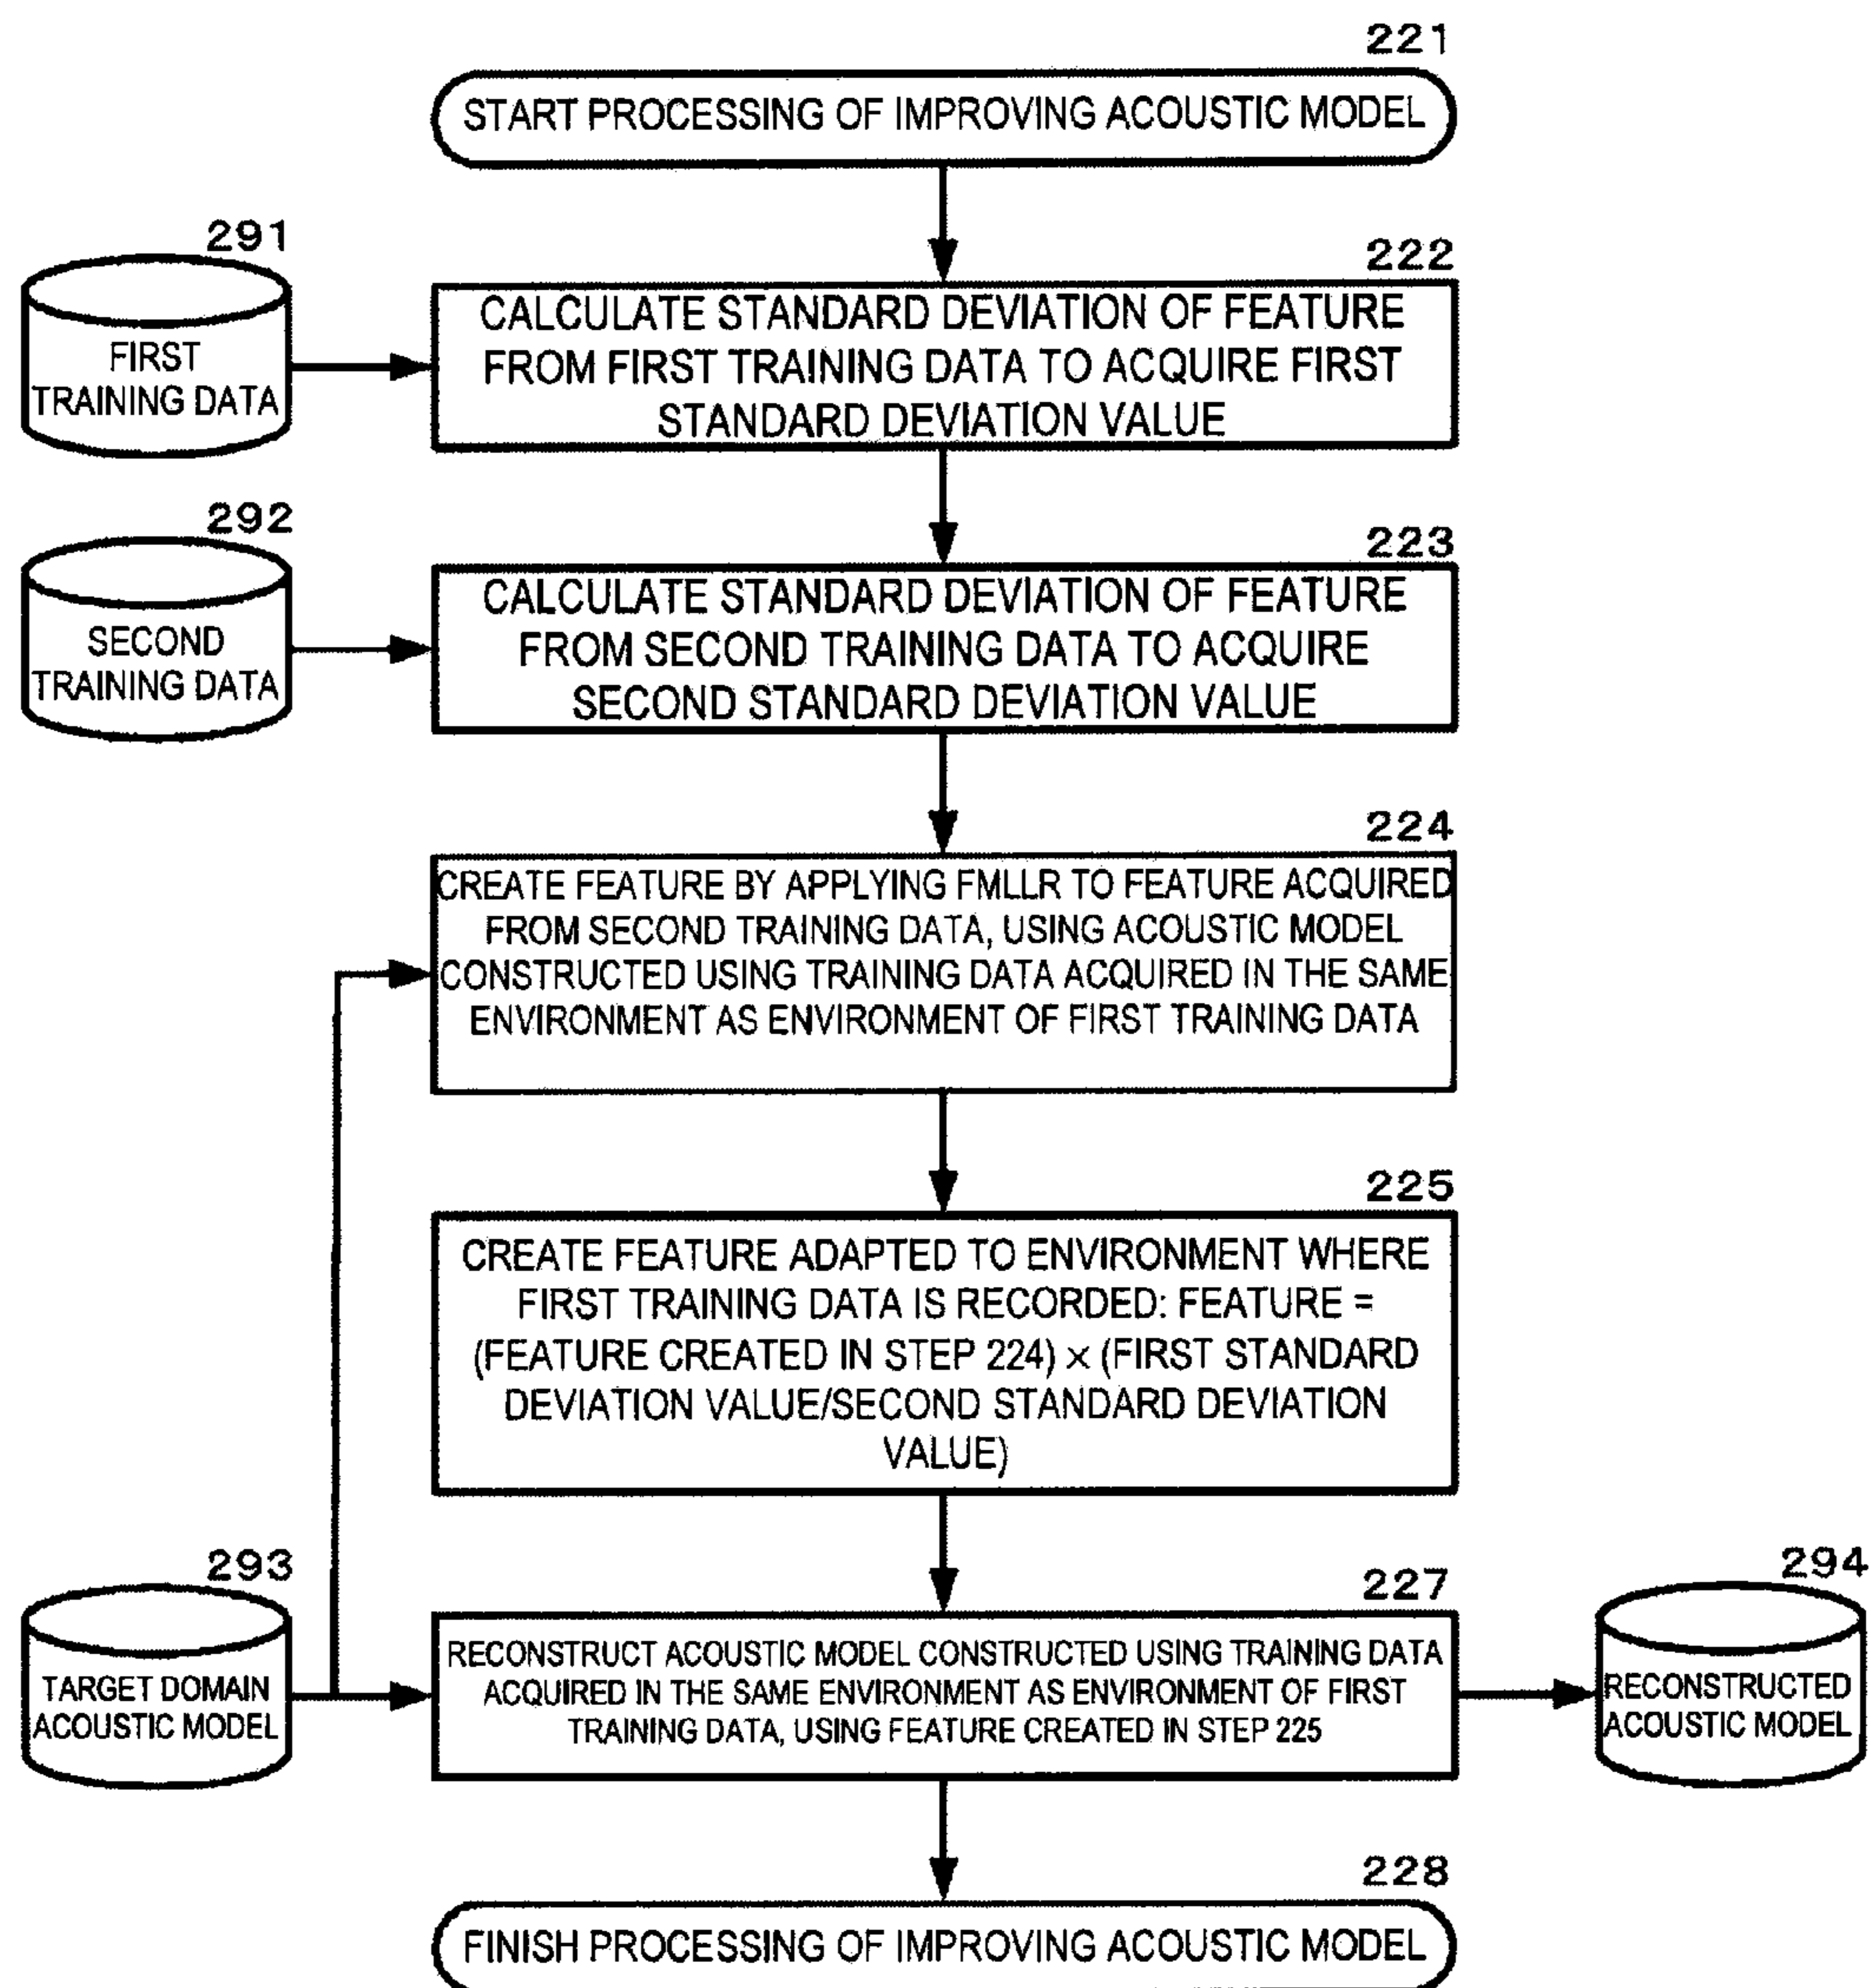 221
START PROCESSING OF IMPROVING ACOUSTIC MODEL
291
FIRST
TRAINING DATA
222
CALCULATE STANDARD DEVIATION OF FEATURE
FROM FIRST TRAINING DATA TO ACQUIRE FIRST
STANDARD DEVIATION VALUE
292
SECOND
TRAINING DATA
223
CALCULATE STANDARD DEVIATION OF FEATURE
FROM SECOND TRAINING DATA TO ACQUIRE
SECOND STANDARD DEVIATION VALUE
224
CREATE FEATURE BY APPLYING FMLLR TO FEATURE ACQUIRED
FROM SECOND TRAINING DATA, USING ACOUSTIC MODEL
CONSTRUCTED USING TRAINING DATA ACQUIRED IN THE SAME
ENVIRONMENT AS ENVIRONMENT OF FIRST TRAINING DATA
225
CREATE FEATURE ADAPTED TO ENVIRONMENT WHERE
FIRST TRAINING DATA IS RECORDED: FEATURE =
(FEATURE CREATED IN STEP 224) × (FIRST STANDARD
DEVIATION VALUE/SECOND STANDARD DEVIATION
VALUE)
293
TARGET DOMAIN
ACOUSTIC MODEL
227
RECONSTRUCT ACOUSTIC MODEL CONSTRUCTED USING TRAINING DATA
ACQUIRED IN THE SAME ENVIRONMENT AS ENVIRONMENT OF FIRST
TRAINING DATA, USING FEATURE CREATED IN STEP 225
294
RECONSTRUCTED
ACOUSTIC MODEL
228
FINISH PROCESSING OF IMPROVING ACOUSTIC MODEL